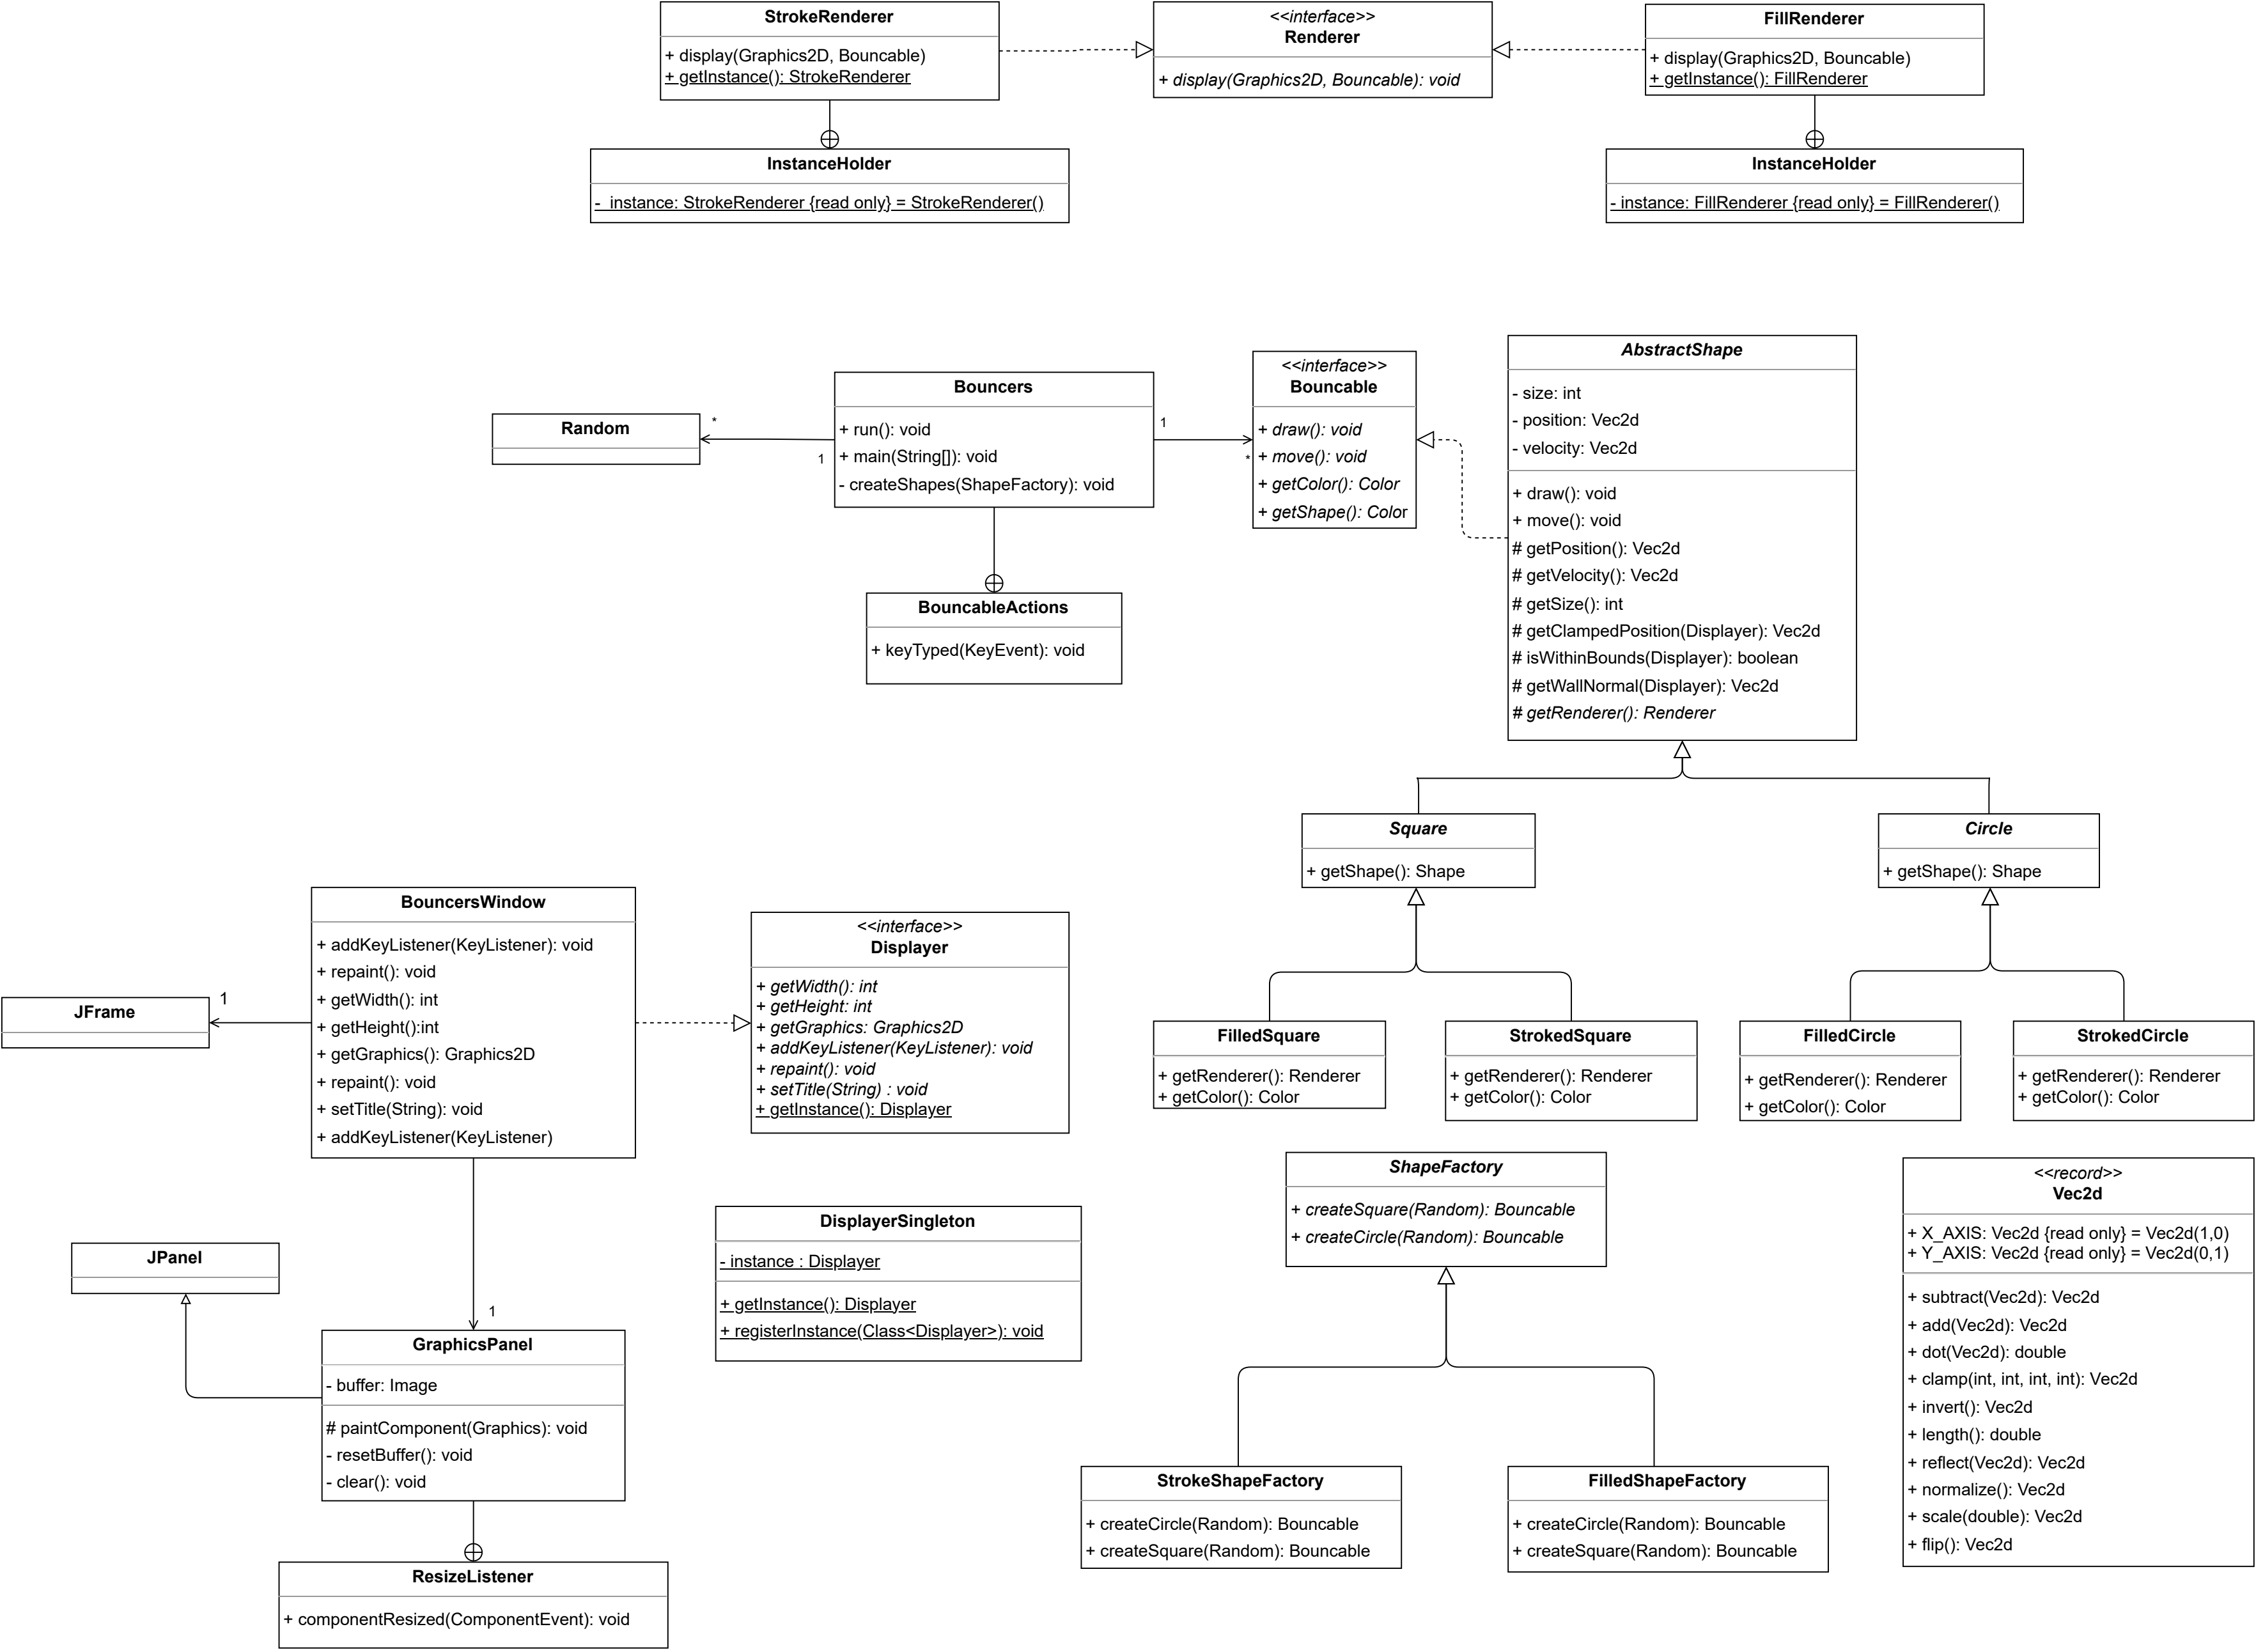 StrokeRenderer
+ display(Graphics2D, Bouncable)
+ getInstance(): StrokeRenderer
<<interface>>
Renderer
+ display(Graphics2D, Bouncable): void
FillRenderer
+ display(Graphics2D, Bouncable)
+ getInstance(): FillRenderer
InstanceHolder
- instance: StrokeRenderer {read only} = StrokeRenderer()
InstanceHolder
- instance: FillRenderer {read only} = FillRenderer()
Random
*
1
Bouncers
+ run(): void
+ main(String[]): void
- createShapes(ShapeFactory): void
1
*
<<interface>>
Bouncable
+ draw(): void
+ move(): void
+ getColor(): Color
+ getShape(): Color
AbstractShape
- size: int
- position: Vec2d
- velocity: Vec2d
+ draw(): void
+ move(): void
# getPosition(): Vec2d
# getVelocity(): Vec2d
# getSize(): int
# getClampedPosition(Displayer): Vec2d
# isWithinBounds(Displayer): boolean
# getWallNormal(Displayer): Vec2d
# getRenderer(): Renderer
BouncableActions
+ keyTyped(KeyEvent): void
Square
+ getShape(): Shape
Circle
+ getShape(): Shape
JFrame
1
BouncersWindow
+ addKeyListener(KeyListener): void
+ repaint(): void
+ getWidth(): int
+ getHeight():int
+ getGraphics(): Graphics2D
+ repaint(): void
+ setTitle(String): void
+ addKeyListener(KeyListener)
<<interface>>
Displayer
+ getWidth(): int
+ getHeight: int
+ getGraphics: Graphics2D
+ addKeyListener(KeyListener): void
+ repaint(): void
+ setTitle(String) : void
+ getInstance(): Displayer
FilledSquare
+ getRenderer(): Renderer
+ getColor(): Color
StrokedSquare
+ getRenderer(): Renderer
+ getColor(): Color
FilledCircle
+ getRenderer(): Renderer
+ getColor(): Color
StrokedCircle
+ getRenderer(): Renderer
+ getColor(): Color
JPanel
1
GraphicsPanel
- buffer: Image
# paintComponent(Graphics): void
- resetBuffer(): void
- clear(): void
ResizeListener
+ componentResized(ComponentEvent): void
DisplayerSingleton
- instance : Displayer
+ getInstance(): Displayer
+ registerInstance(Class<Displayer>): void
ShapeFactory
+ createSquare(Random): Bouncable
+ createCircle(Random): Bouncable
StrokeShapeFactory
+ createCircle(Random): Bouncable
+ createSquare(Random): Bouncable
FilledShapeFactory
+ createCircle(Random): Bouncable
+ createSquare(Random): Bouncable
<<record>>
Vec2d
+ X_AXIS: Vec2d {read only} = Vec2d(1,0)
+ Y_AXIS: Vec2d {read only} = Vec2d(0,1)
+ subtract(Vec2d): Vec2d
+ add(Vec2d): Vec2d
+ dot(Vec2d): double
+ clamp(int, int, int, int): Vec2d
+ invert(): Vec2d
+ length(): double
+ reflect(Vec2d): Vec2d
+ normalize(): Vec2d
+ scale(double): Vec2d
+ flip(): Vec2d